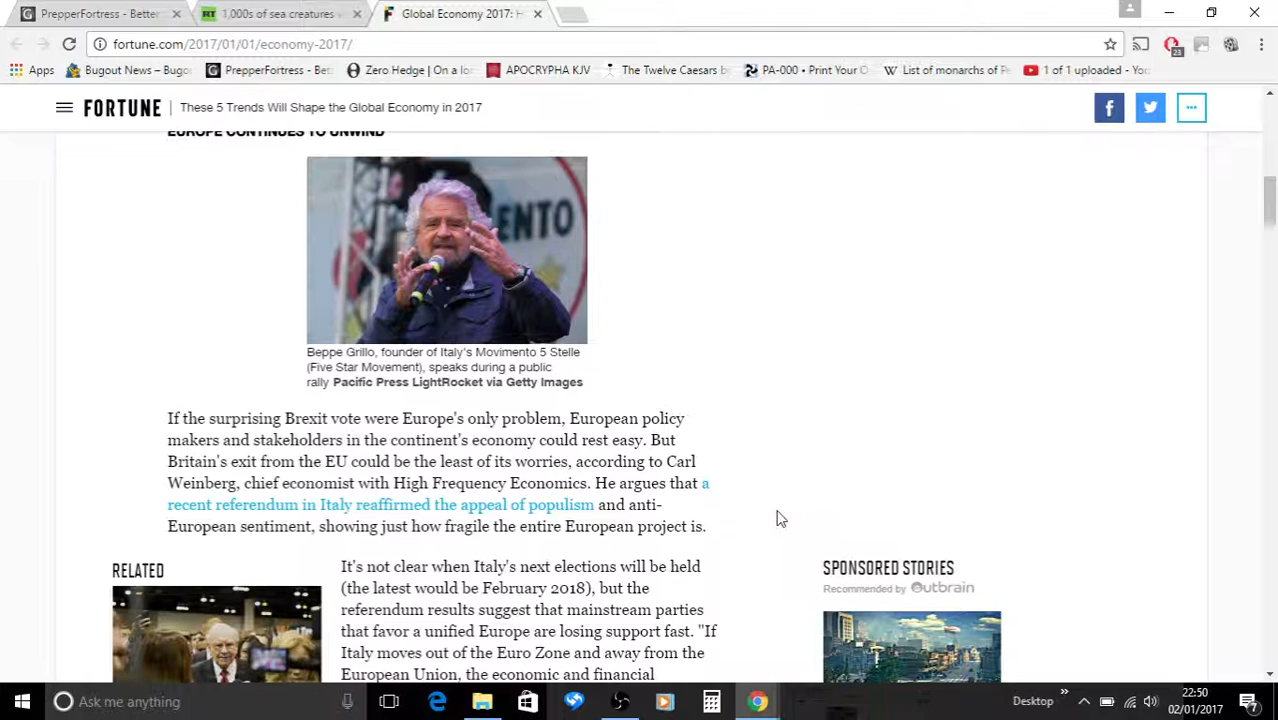 PrepperFortress - Better
RT 1,000s of sea creatures
Global Economy 2017: H
fortune.com/2017/01/01/economy-2017/
23
Apps
Bugout News – Bugo
PrepperFortress - Bett
Zero Hedge | On a lo
APOCRYPHA KJV
The Twelve Caesars b
PA-000 • Print Your O
W List of monarchs of Pe
1 of 1 uploaded - You
FORTUNE | These 5 Trends Will Shape the Global Economy in 2017
EUROPE CONTINUES TO UNWIND
MENTO
Beppe Grillo, founder of Italy's Movimento 5 Stelle
(Five Star Movement), speaks during a public
rally Pacific Press LightRocket via Getty Images
If the surprising Brexit vote were Europe's only problem, European policy
makers and stakeholders in the continent's economy could rest easy. But
Britain's exit from the EU could be the least of its worries, according to Carl
Weinberg, chief economist with High Frequency Economics. He argues that a
recent referendum in Italy reaffirmed the appeal of populism and anti-
European sentiment, showing just how fragile the entire European project is.
RELATED
It's not clear when Italy's next elections will be held
(the latest would be February 2018), but the
referendum results suggest that mainstream parties
that favor a unified Europe are losing support fast. "If
Italy moves out of the Euro Zone and away from the
European Union, the economic and financial
SPONSORED STORIES
Recommended by Outbrain
Ask me anything
Desktop
22:50
02/01/2017
7